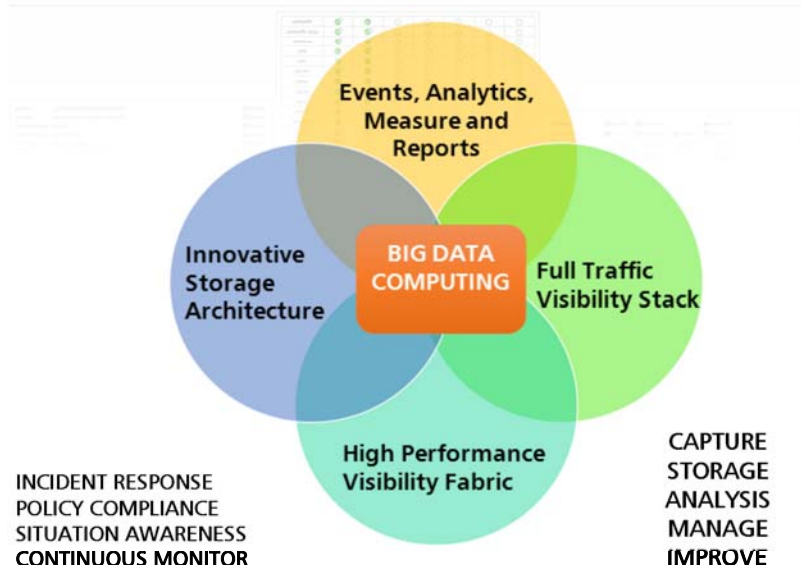 Events, Analytics,
Measure and
Reports
Innovative
Storage
Architecture
BIG DATA
COMPUTING
Full Traffic
Visibility Stack
High Performance
Visibility Fabric
INCIDENT RESPONSE
POLICY COMPLIANCE
SITUATION AWARENESS
CONTINUOUS MONITOR
CAPTURE
STORAGE
ANALYSIS
MANAGE
IMPROVE